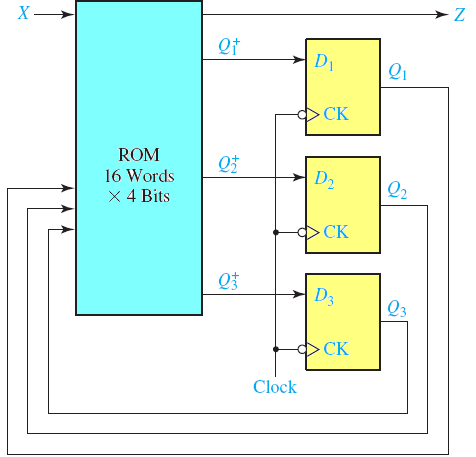 X
Z
Q₁⁺
D₁
Q₁
CK
ROM
16 Words
× 4 Bits
Q₂⁺
D₂
Q₂
CK
Q₃⁺
D₃
Q₃
CK
Clock